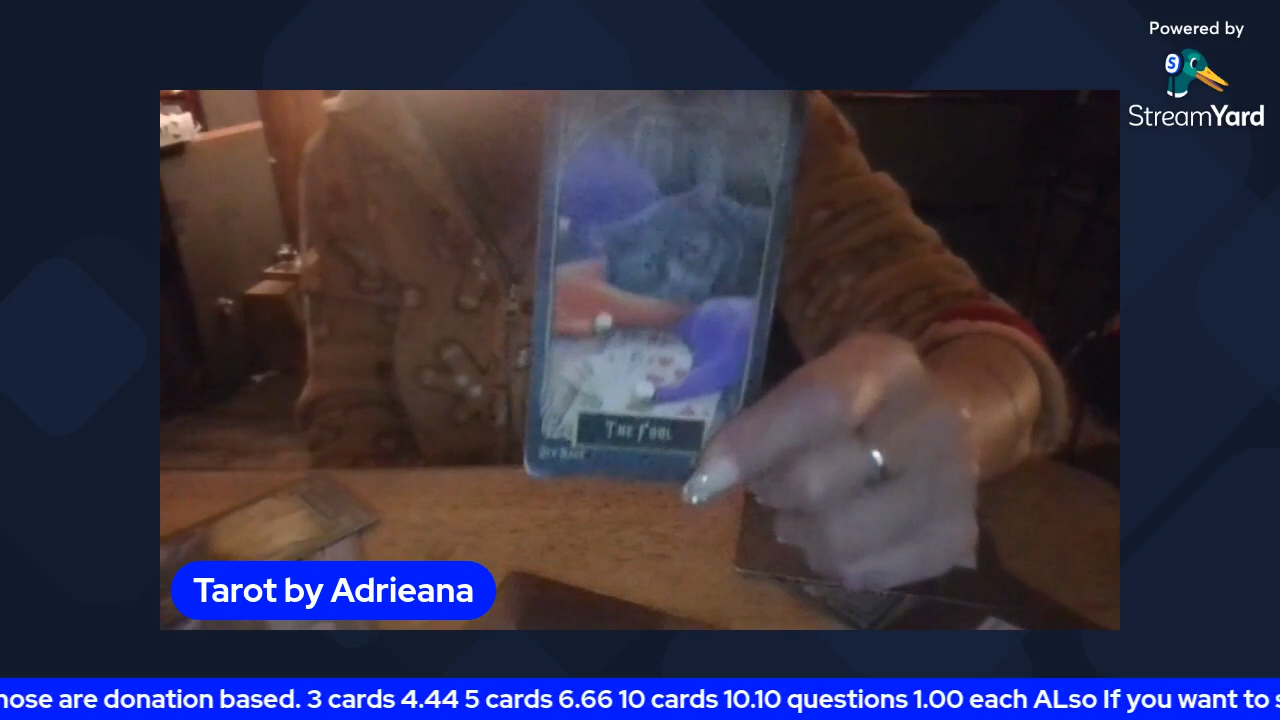 Powered by
S
StreamYard
The Fool
Tarot by Adrieana
nose are donation based. 3 cards 4.44 5 cards 6.66 10 cards 10.10 questions 1.00 each ALso If you want to s